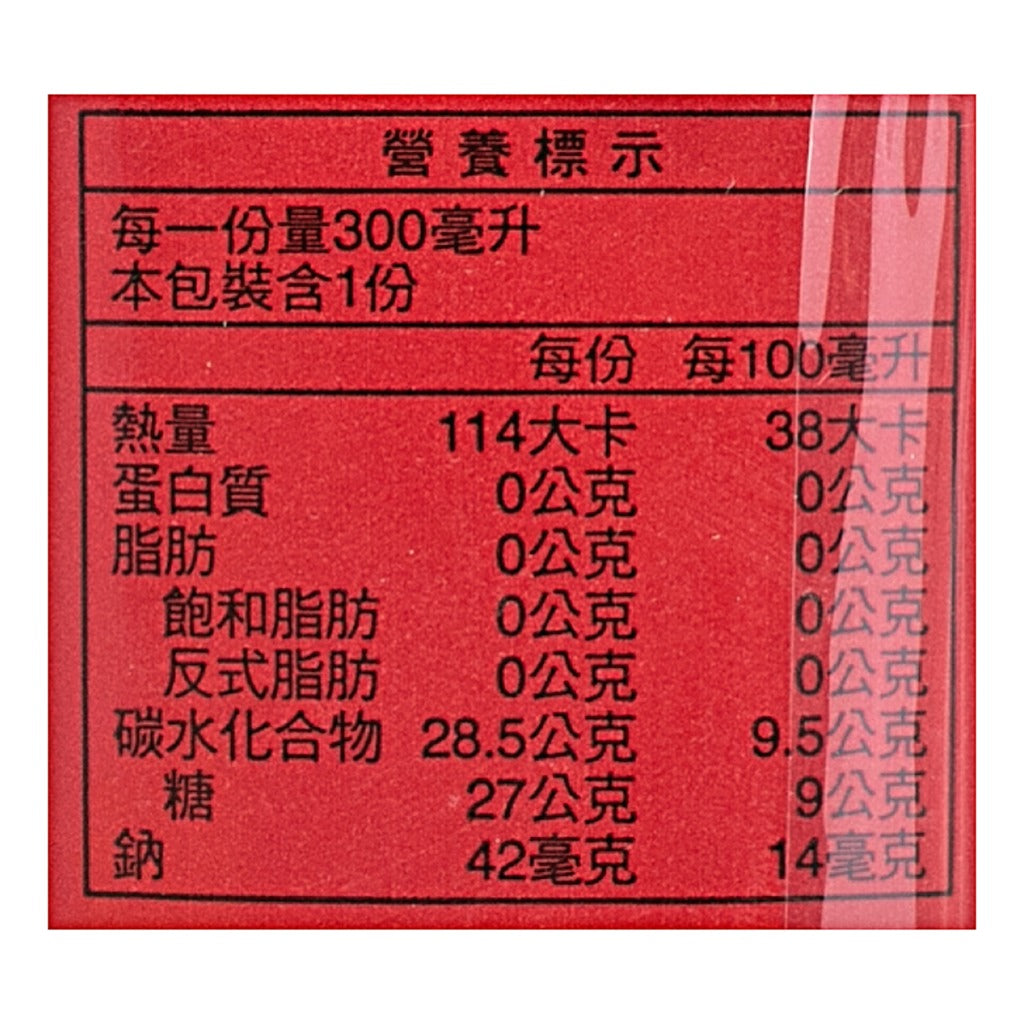 營養標示
每一份量300毫升
本包裝含1份
每份 每100毫升
熱量 114大卡 38大卡
蛋白質 0公克 0公克
脂肪 0公克 0公克
飽和脂肪 0公克 0公克
反式脂肪 0公克 0公克
碳水化合物 28.5公克 9.5公克
糖 27公克 9公克
鈉 42毫克 14毫克